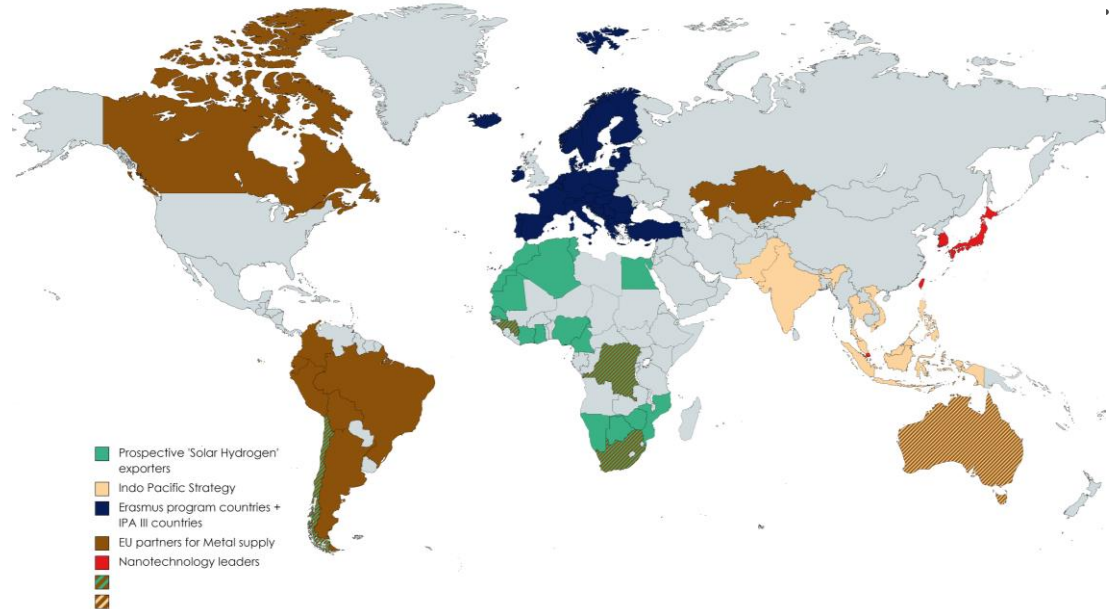 Prospective 'Solar Hydrogen'
exporters
Indo Pacific Strategy
Erasmus program countries +
IPA III countries
EU partners for Metal supply
Nanotechnology leaders